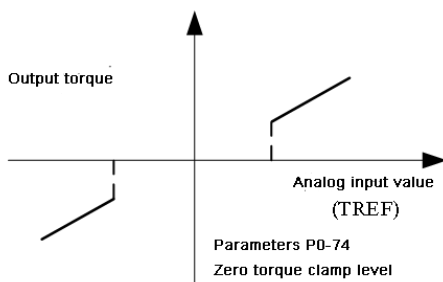 Output torque
Analog input value
(TREF)
Parameters P0-74
Zero torque clamp level